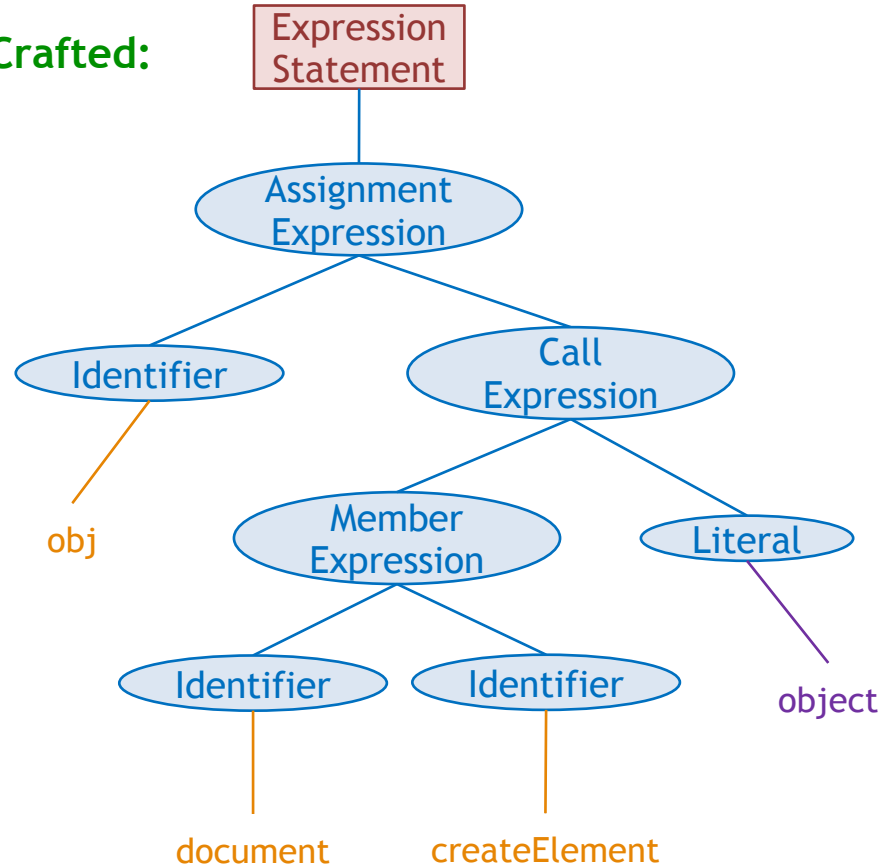 Crafted:
Expression
Statement
Assignment
Expression
Identifier
Call
Expression
obj
Member
Expression
Literal
Identifier
Identifier
object
document
createElement